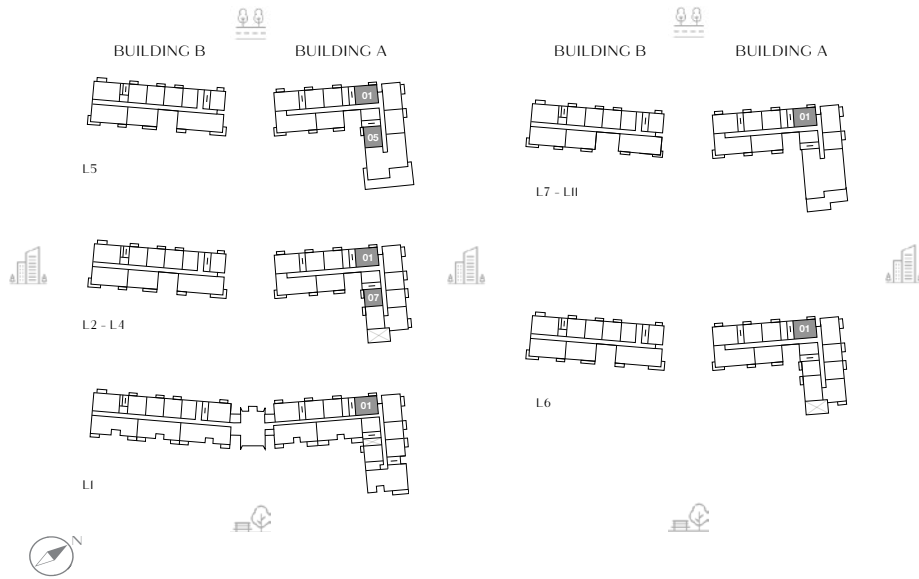 BUILDING B BUILDING A
01
05
L5
01
07
L2 - L4
01
L1
N
BUILDING B BUILDING A
01
L7 - L11
01
L6